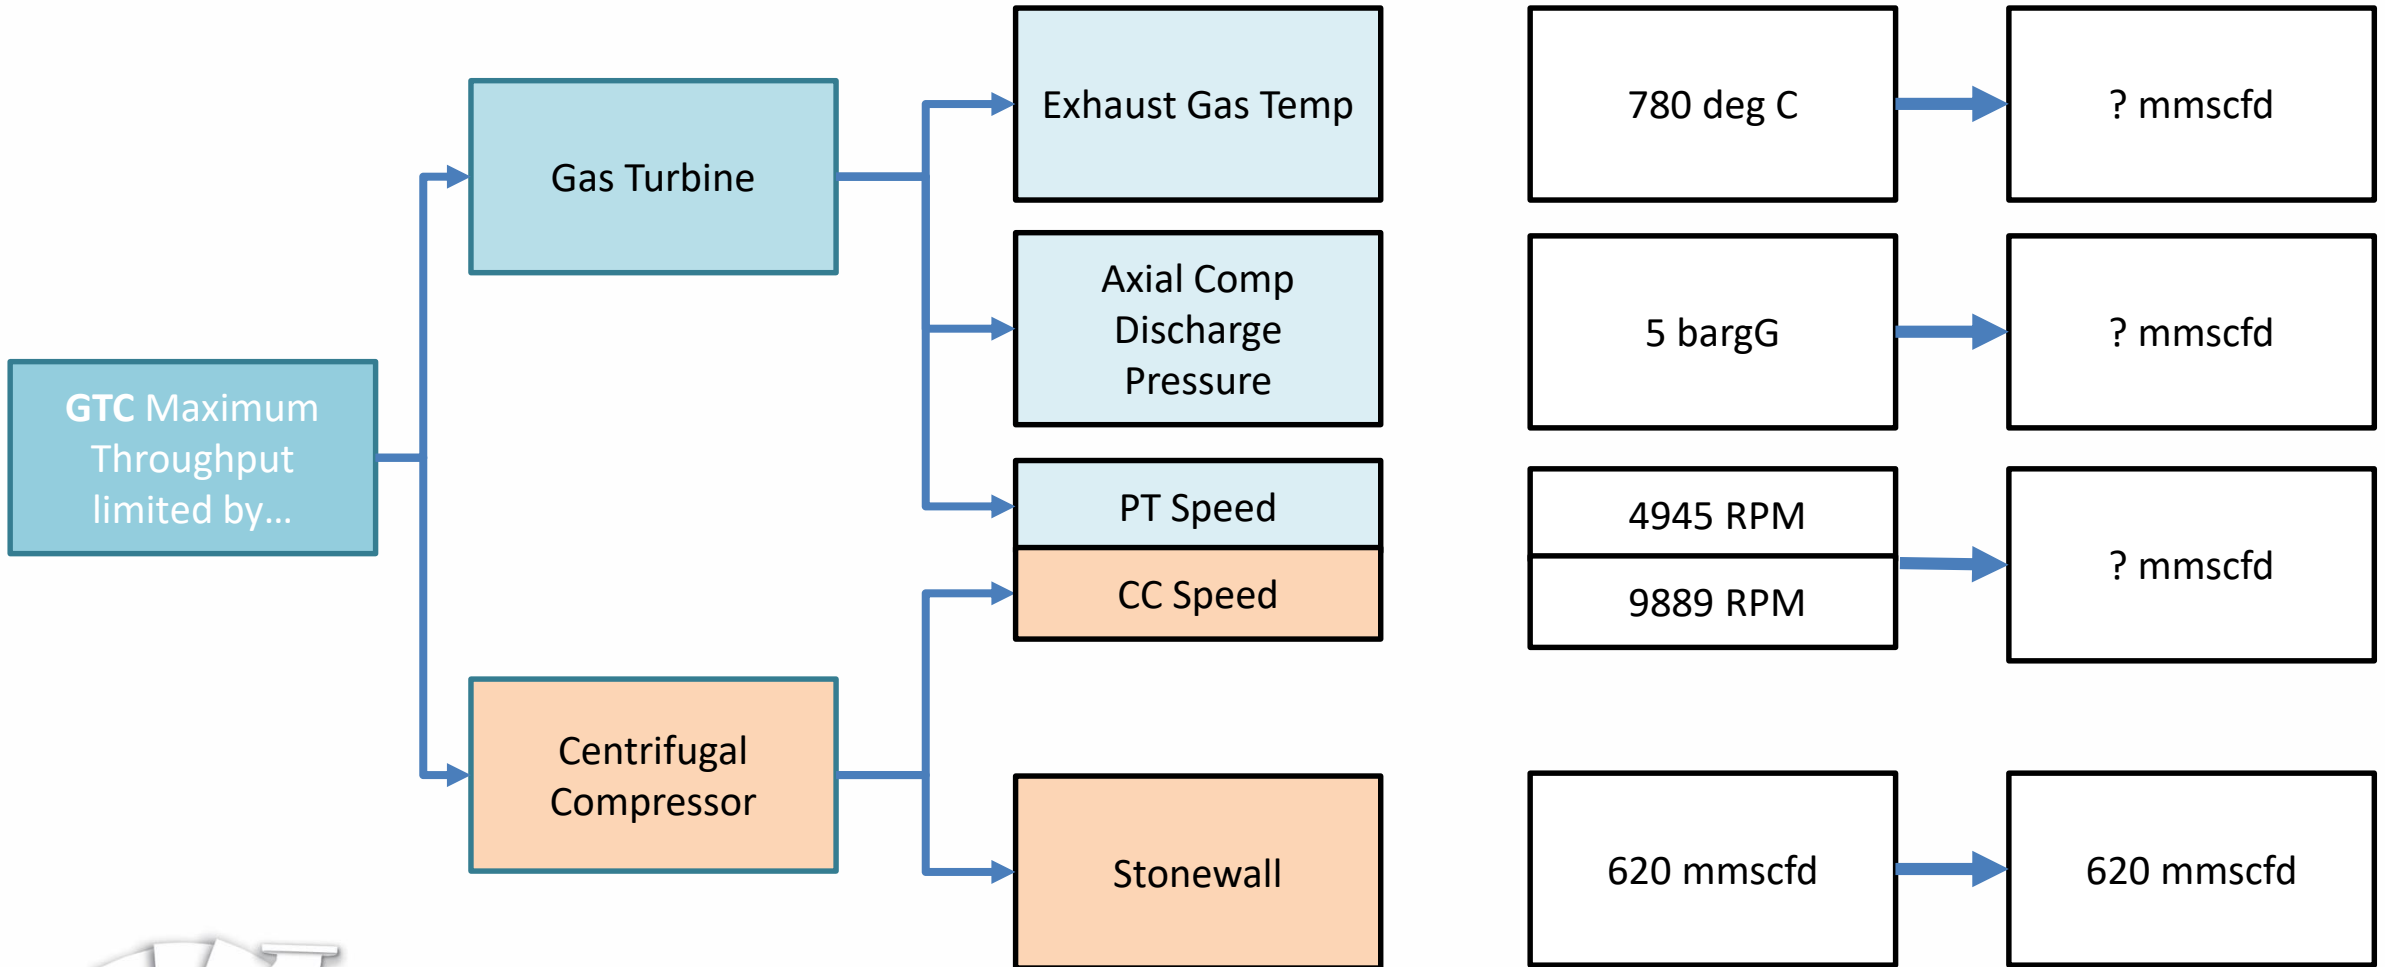 GTC Maximum
Throughput
limited by...
Gas Turbine
Centrifugal
Compressor
Exhaust Gas Temp
780 deg C
? mmscfd
Axial Comp
Discharge
Pressure
5 bargG
? mmscfd
PT Speed
4945 RPM
CC Speed
9889 RPM
? mmscfd
Stonewall
620 mmscfd
620 mmscfd